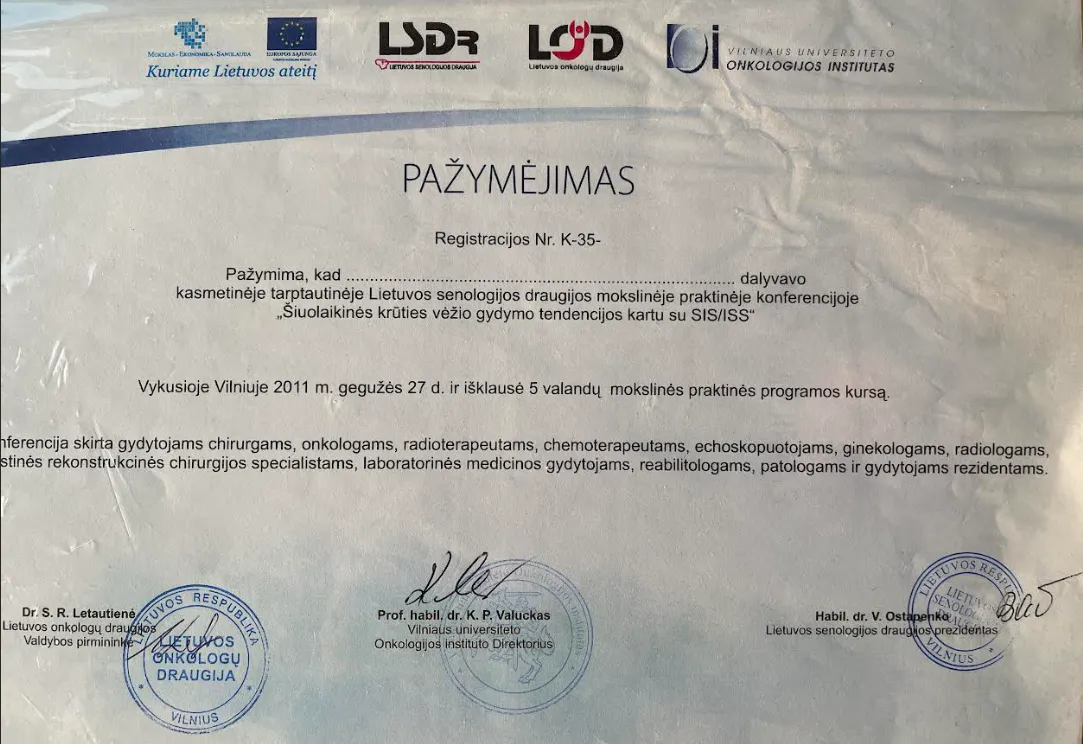 MOKSLAS • EKONOMIKA • SANGLAUDA
EUROPOS SĄJUNGA
Kuriame Lietuvos ateitį
LSDR
LIETUVOS SENOLOGIJOS DRAUGIJA
LOD
Lietuvos onkologų draugija
VILNIAUS UNIVERSITETO
ONKOLOGIJOS INSTITUTAS
PAŽYMĖJIMAS
Registracijos Nr. K-35-
Pažymima, kad ........................................................................................ dalyvavo
kasmetinėje tarptautinėje Lietuvos senologijos draugijos mokslinėje praktinėje konferencijoje
„Šiuolaikinės krūties vėžio gydymo tendencijos kartu su SIS/ISS“
Vykusioje Vilniuje 2011 m. gegužės 27 d. ir išklausė 5 valandų mokslinės praktinės programos kursą.
nferencija skirta gydytojams chirurgams, onkologams, radioterapeutams, chemoterapeutams, echoskopuotojams, ginekologams, radiologams,
stinės rekonstrukcinės chirurgijos specialistams, laboratorinės medicinos gydytojams, reabilitologams, patologams ir gydytojams rezidentams.
Dr. S. R. Letautienė
Lietuvos onkologų draugijos
Valdybos pirmininkė
LIETUVOS RESPUBLIKA
LIETUVOS
ONKOLOGŲ
DRAUGIJA
VILNIUS
Prof. habil. dr. K. P. Valuckas
Vilniaus universiteto
Onkologijos instituto Direktorius
Habil. dr. V. Ostapenko
Lietuvos senologijos draugijos prezidentas
LIETUVOS RESPUBLIKA
VILNIUS